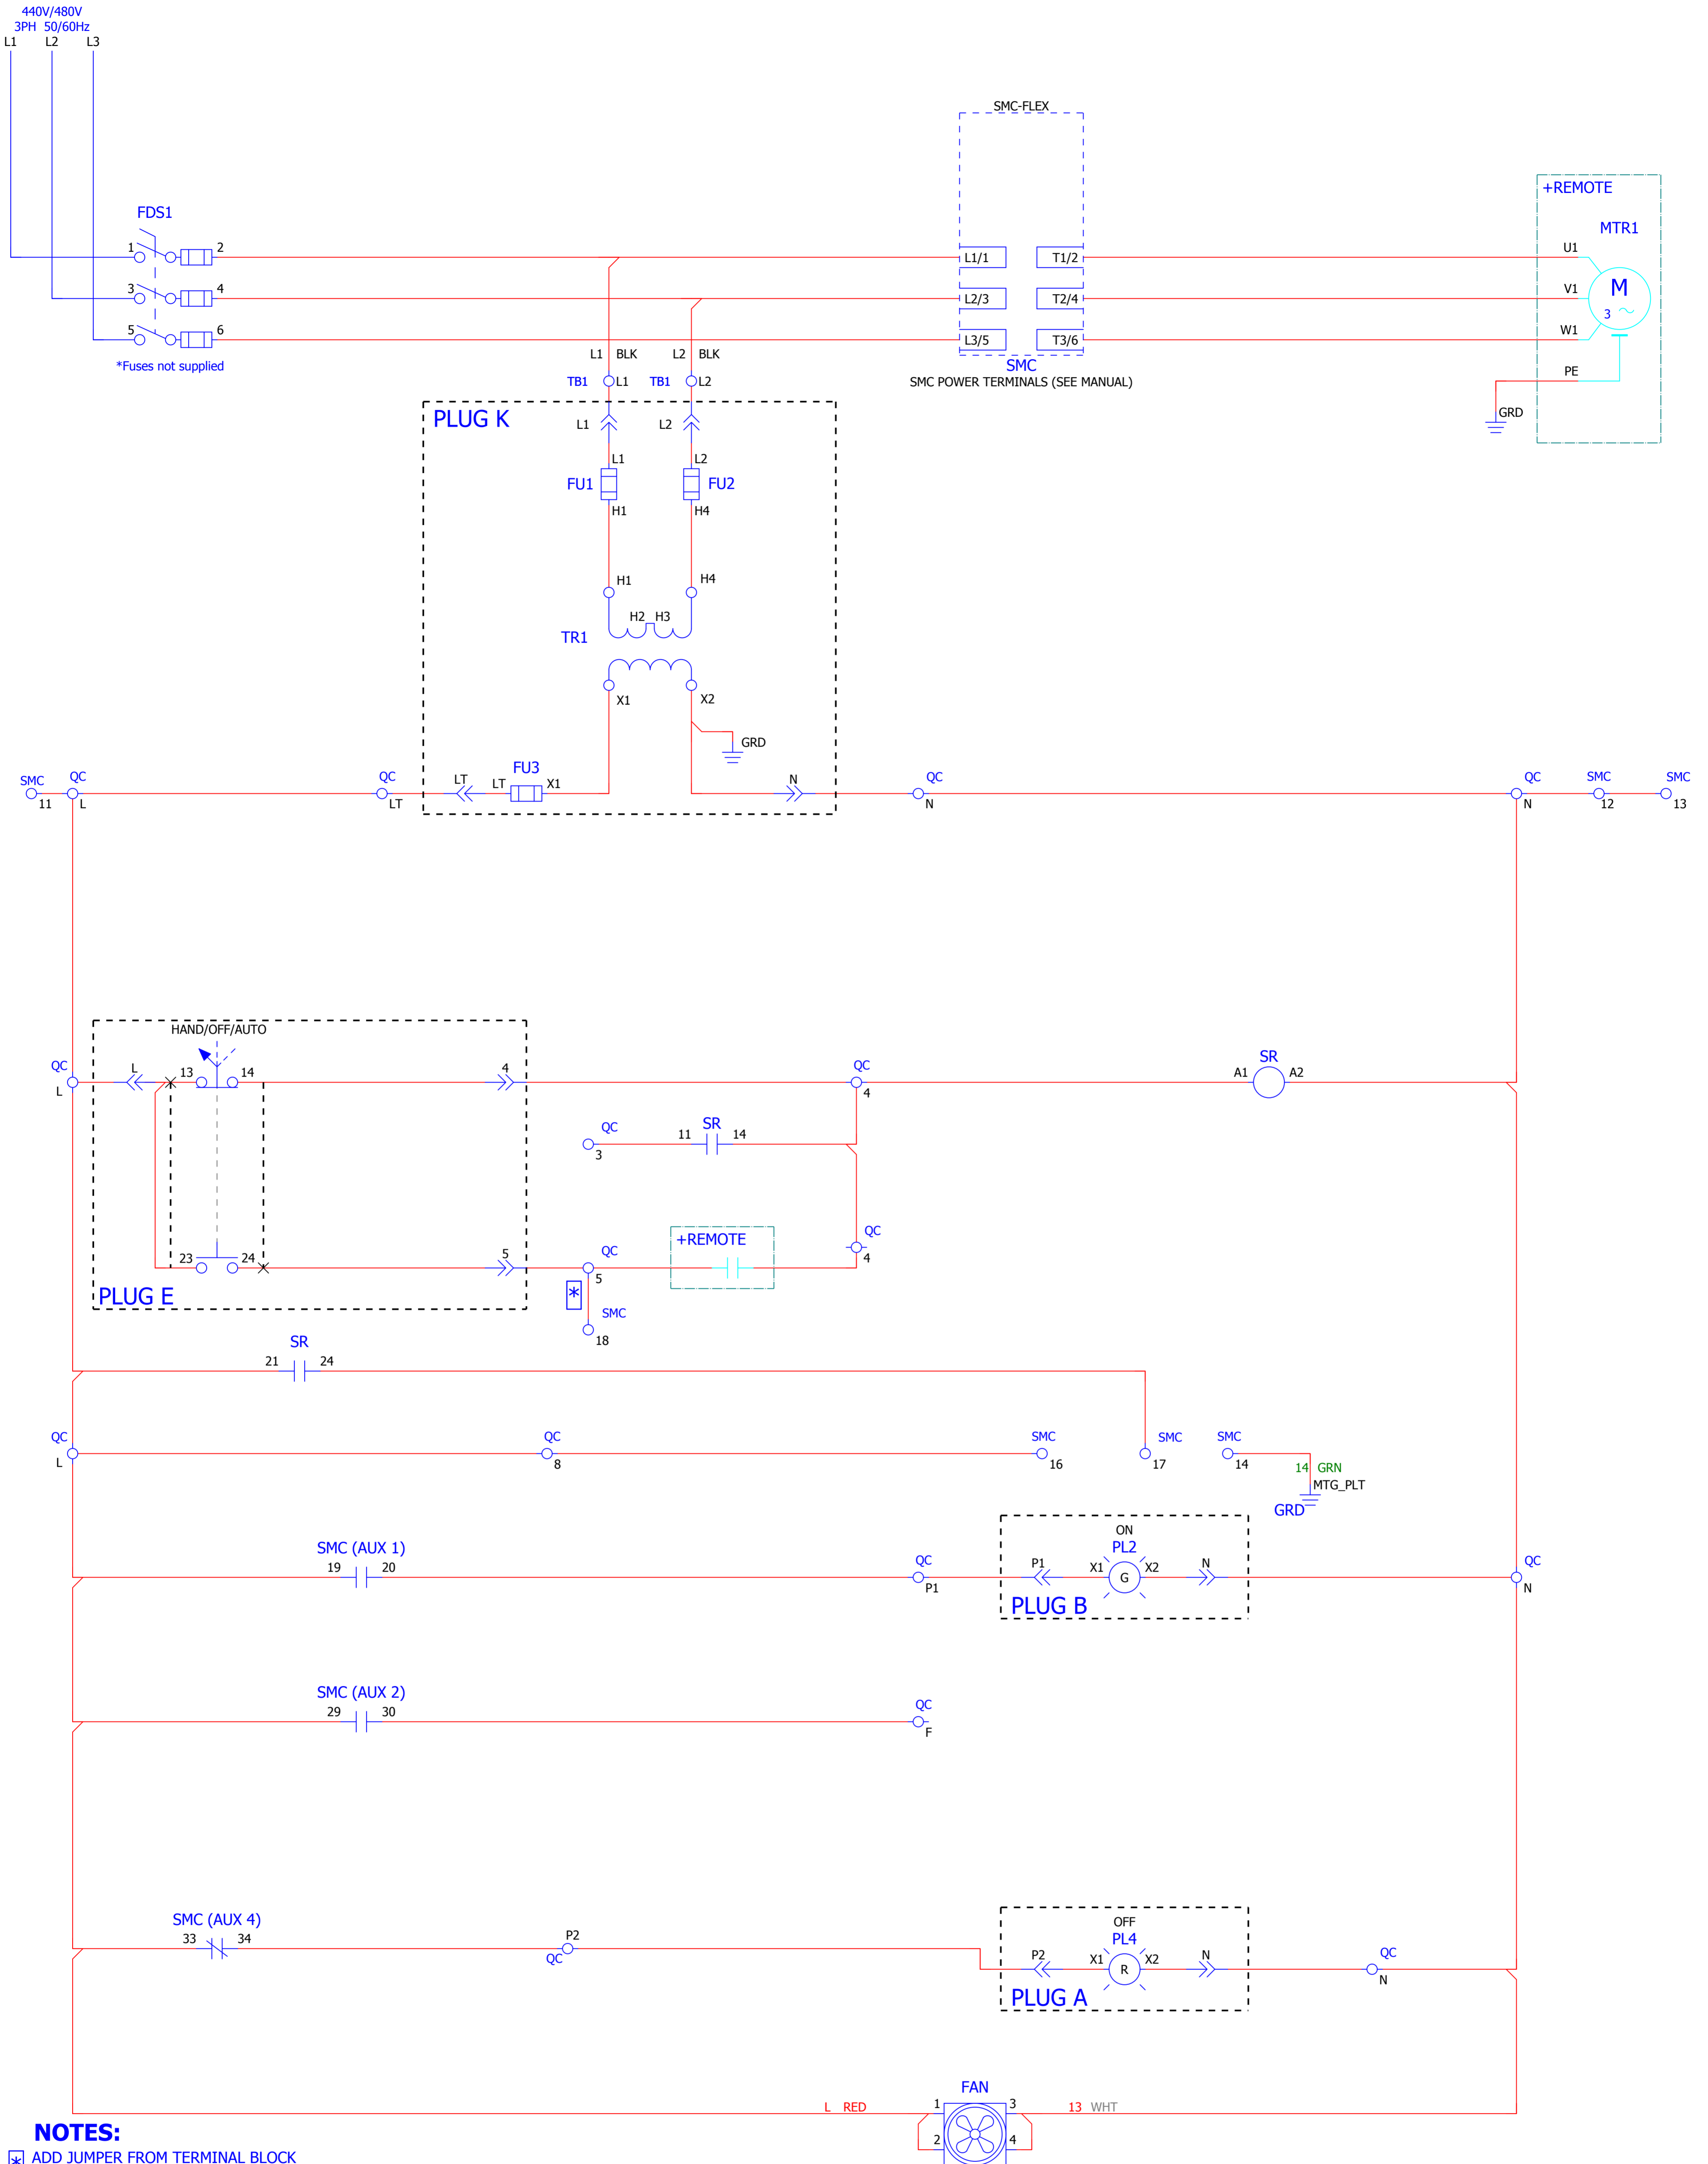 440V/480V
3PH 50/60Hz
L1 L2 L3
SMC-FLEX
+REMOTE
FDS1
MTR1
1 2 L1/1 T1/2 U1
3 4 L2/3 T2/4 V1 M
3
5 6 L3/5 T3/6 W1
*Fuses not supplied
L1 BLK L2 BLK
SMC
SMC POWER TERMINALS (SEE MANUAL)
PE
TB1 L1 TB1 L2
GRD
PLUG K
L1 L2
L1 L2
FU1 FU2
H1 H4
H1 H4
H2 H3
TR1
X1 X2
GRD
SMC QC QC LT LT FU3 X1 N QC QC SMC SMC
11 L LT N N 12 13
HAND/OFF/AUTO
QC L 13 14 4 QC SR
A1 A2
L 4
QC 11 SR 14
3
QC
+REMOTE
4
23 24 5 QC
5
PLUG E
*
SMC
18
SR
21 24
QC QC SMC SMC SMC
L 8 16 17 14
14 GRN
MTG_PLT
GRD
ON
SMC (AUX 1) PL2
19 20 QC P1 X1 G X2 N QC
P1 N
PLUG B
SMC (AUX 2)
29 30 QC
F
OFF
SMC (AUX 4) PL4
33 34 P2
QC
P2 X1 R X2 N QC
N
PLUG A
FAN
L RED 1 3 13 WHT
2 4
NOTES:
* ADD JUMPER FROM TERMINAL BLOCK